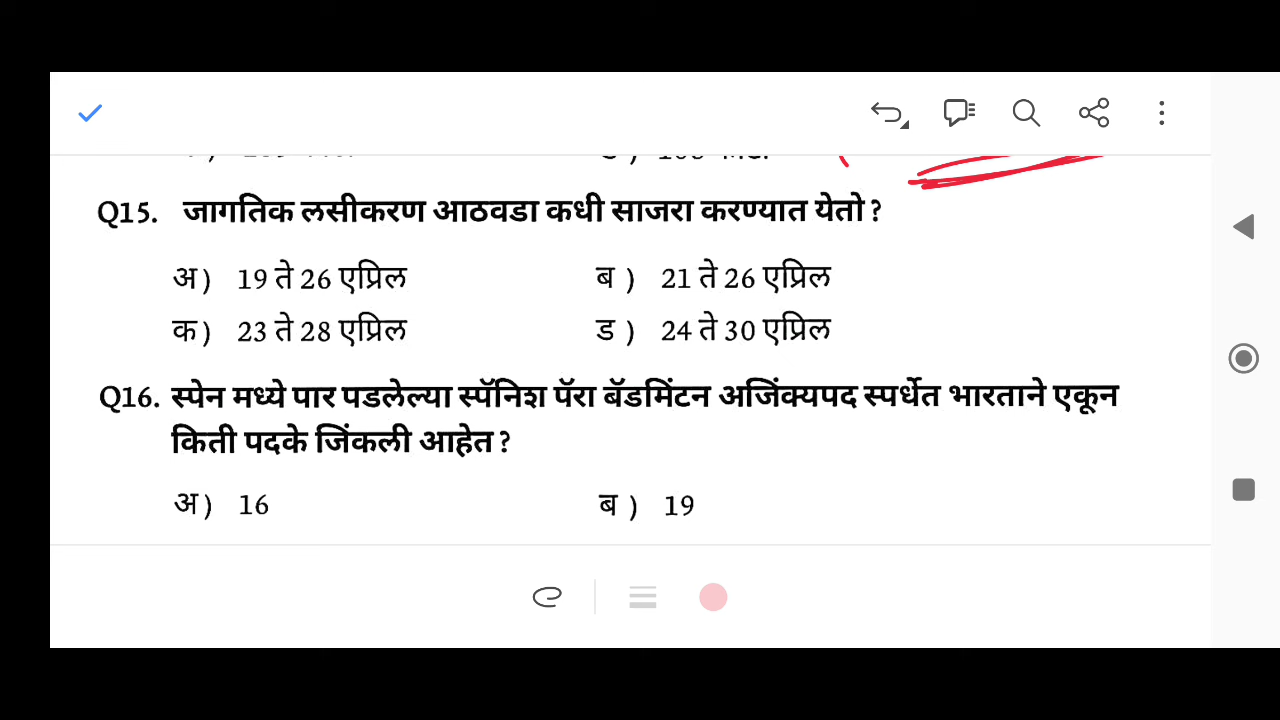 Q15. जागतिक लसीकरण आठवडा कधी साजरा करण्यात येतो ?
अ ) 19 ते 26 एप्रिल ब ) 21 ते 26 एप्रिल
क ) 23 ते 28 एप्रिल ड ) 24 ते 30 एप्रिल
Q16. स्पेन मध्ये पार पडलेल्या स्पॅनिश पॅरा बॅडमिंटन अजिंक्यपद स्पर्धेत भारताने एकून
किती पदके जिंकली आहेत ?
अ ) 16 ब ) 19